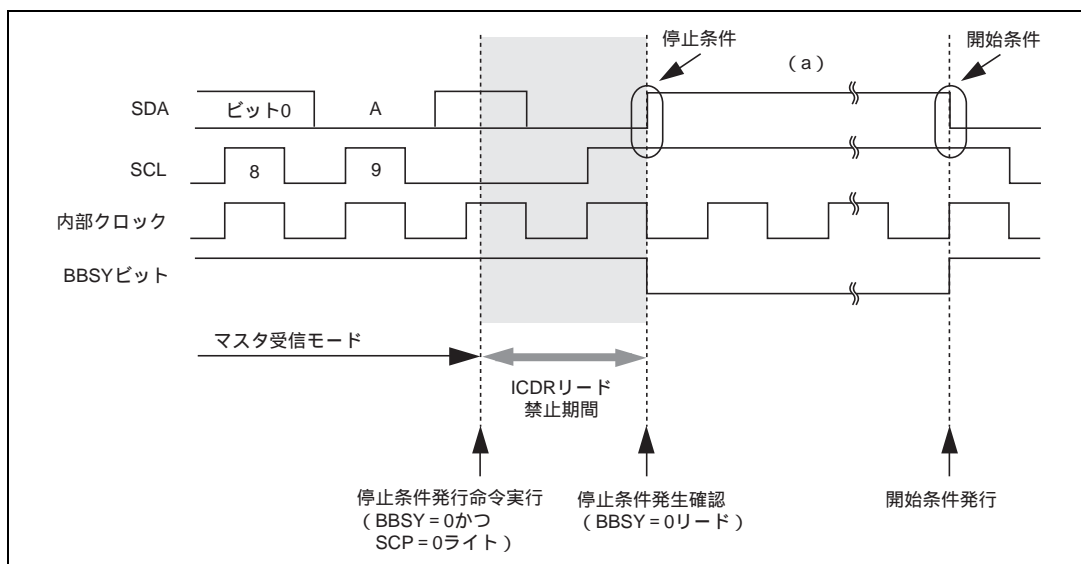 停止条件
(a)
開始条件
SDA
ビット0
A
SCL
8
9
内部クロック
BBSYビット
マスタ受信モード
ICDRリード
禁止期間
停止条件発行命令実行
(BBSY = 0かつ
SCP = 0ライト)
停止条件発生確認
(BBSY = 0リード)
開始条件発行